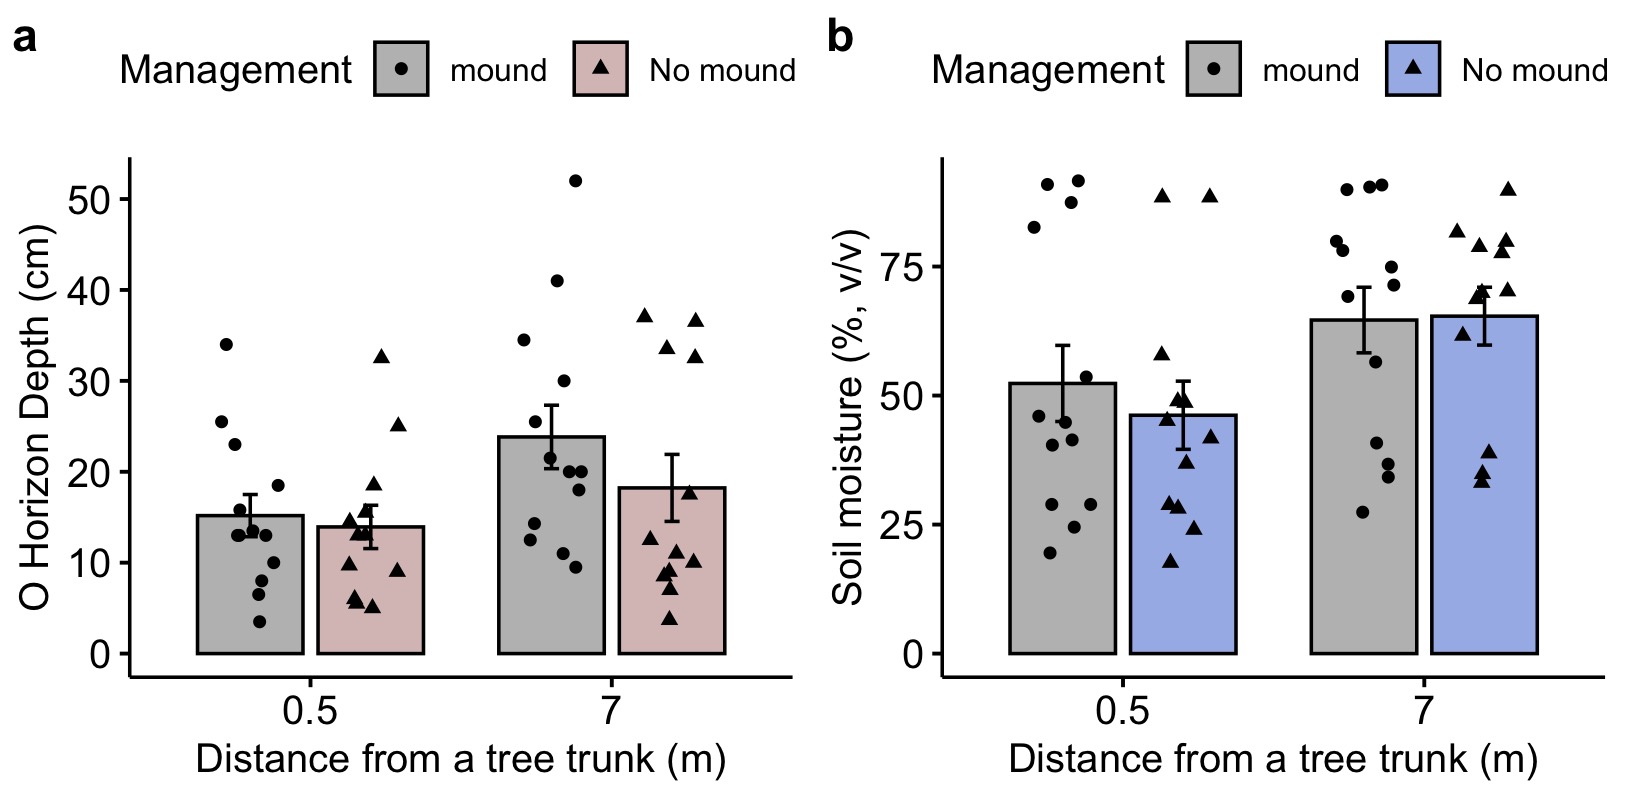 a
Management mound No mound
O Horizon Depth (cm)
50
40
30
20
10
0
0.5 7
Distance from a tree trunk (m)
b
Management mound No mound
Soil moisture (%, v/v)
75
50
25
0
0.5 7
Distance from a tree trunk (m)